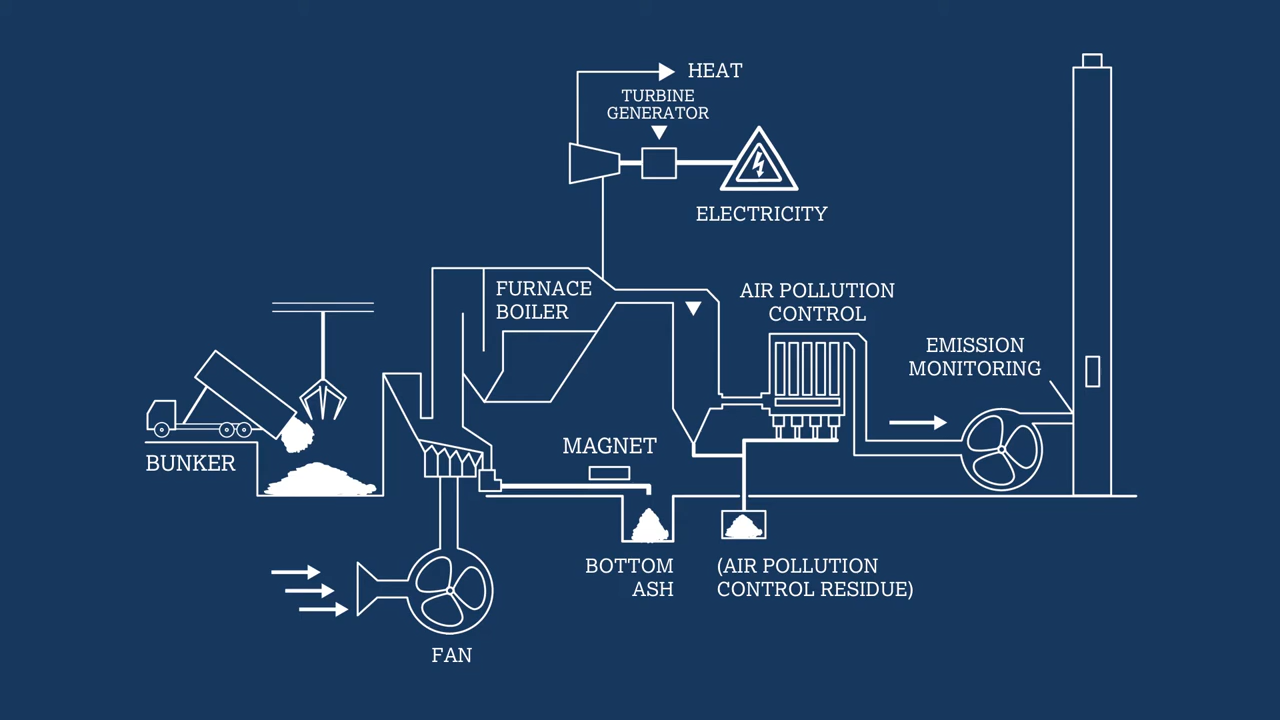 HEAT
TURBINE
GENERATOR
ELECTRICITY
FURNACE
BOILER
AIR POLLUTION
CONTROL
EMISSION
MONITORING
BUNKER
MAGNET
BOTTOM
ASH
(AIR POLLUTION
CONTROL RESIDUE)
FAN